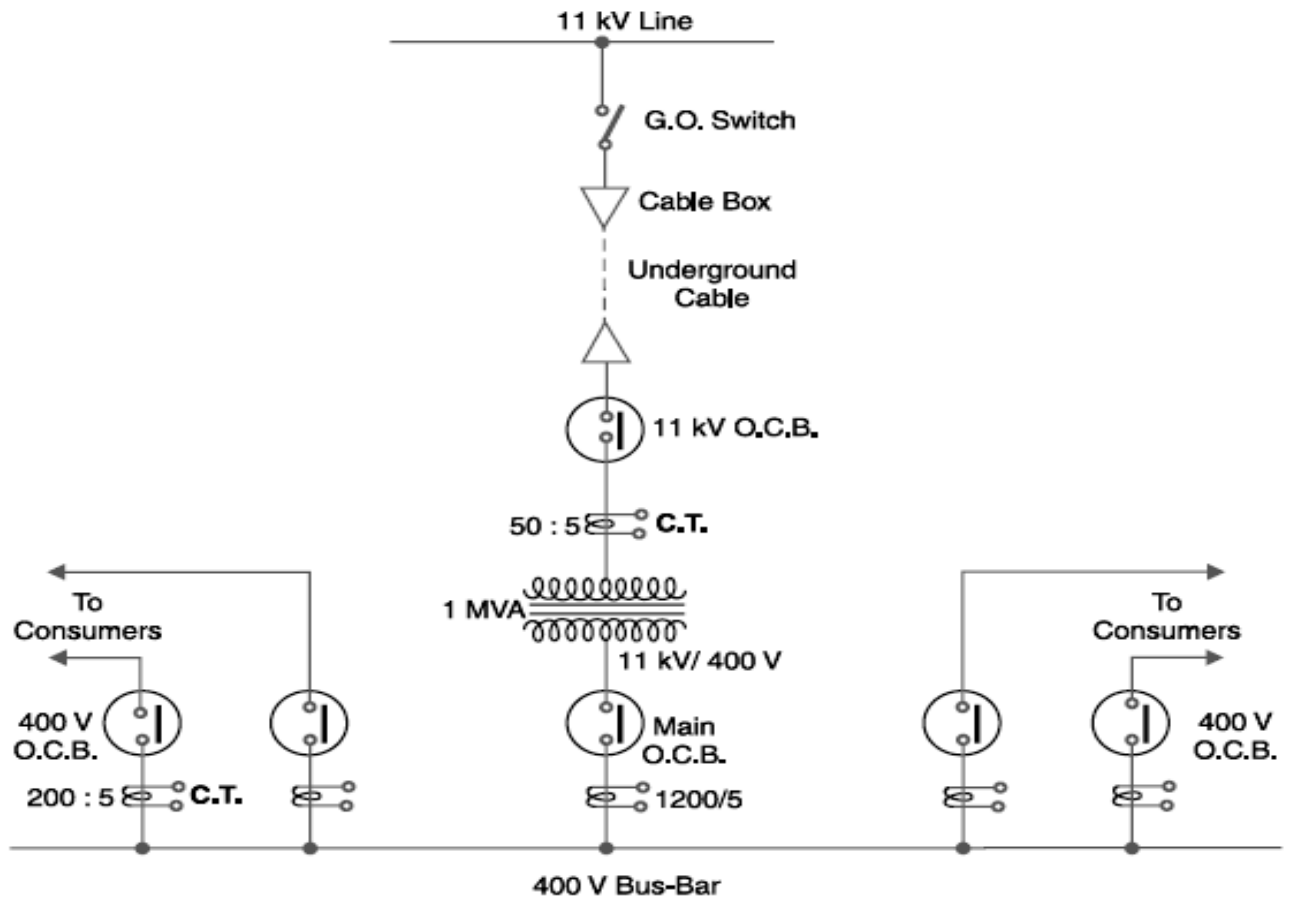 11 kV Line
G.O. Switch
Cable Box
Underground
Cable
11 kV O.C.B.
50 : 5
C.T.
1 MVA
11 kV/ 400 V
To
Consumers
To
Consumers
400 V
O.C.B.
Main
O.C.B.
400 V
O.C.B.
200 : 5
C.T.
1200/5
400 V Bus-Bar